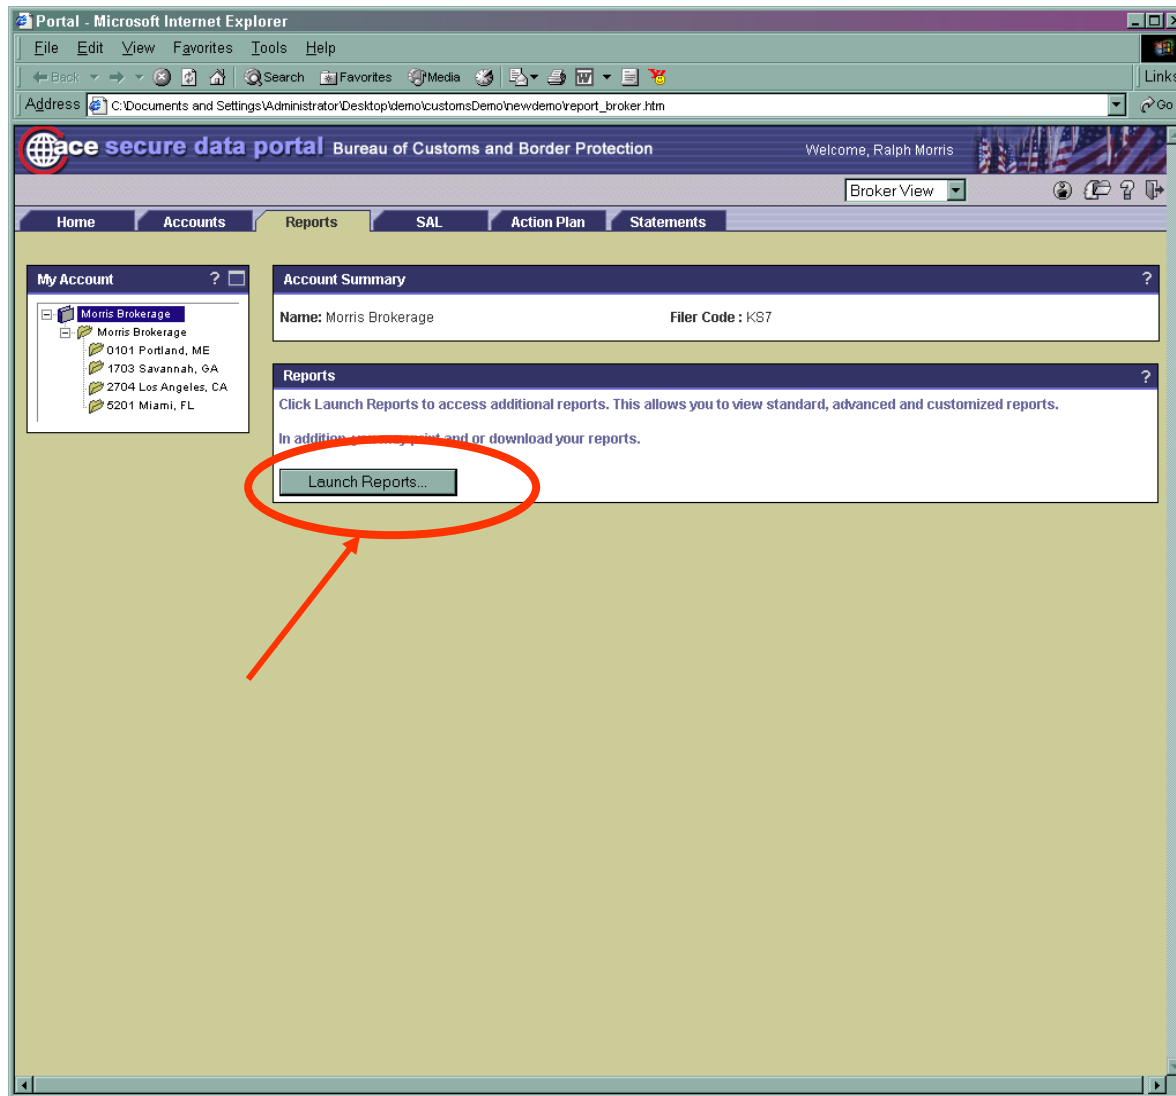 Portal - Microsoft Internet Explorer
File Edit View Favorites Tools Help
Back Search Favorites Media Links
Address C:\Documents and Settings\Administrator\Desktop\demo\customsDemo\newdemo\report_broker.htm Go
ace secure data portal Bureau of Customs and Border Protection Welcome, Ralph Morris
Broker View
Home Accounts Reports SAL Action Plan Statements
My Account ?
Morris Brokerage
Morris Brokerage
0101 Portland, ME
1703 Savannah, GA
2704 Los Angeles, CA
5201 Miami, FL
Account Summary ?
Name: Morris Brokerage Filer Code : KS7
Reports ?
Click Launch Reports to access additional reports. This allows you to view standard, advanced and customized reports.
In addition, print and or download your reports.
Launch Reports...